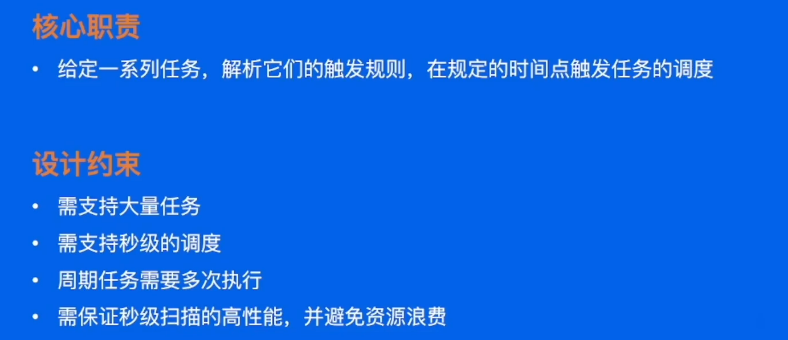 核心职责
• 给定一系列任务，解析它们的触发规则，在规定的时间点触发任务的调度
设计约束
• 需支持大量任务
• 需支持秒级的调度
• 周期任务需要多次执行
• 需保证秒级扫描的高性能，并避免资源浪费